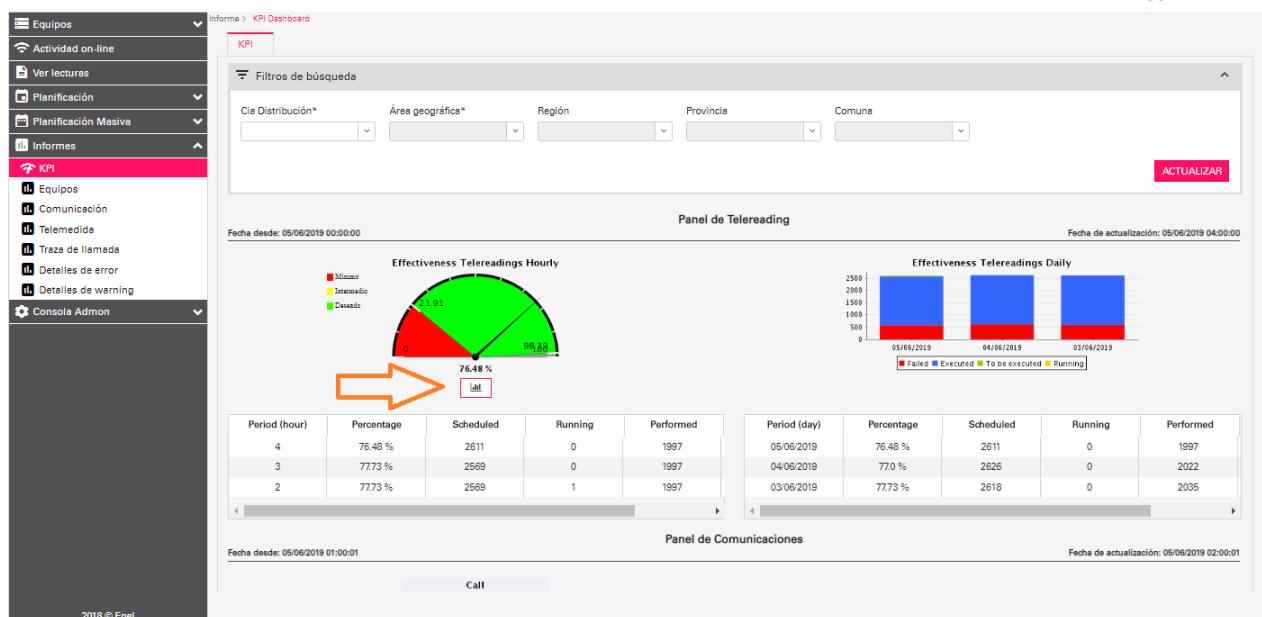 Equipos
Actividad on-line
Ver lecturas
Planificación
Planificación Masiva
Informes
KPI
Equipos
Comunicación
Telemedida
Traza de llamada
Detalles de error
Detalles de warning
Consola Admon
2018 © Enel
Informe > KPI Dashboard
KPI
Filtros de búsqueda
Cia Distribución* Área geográfica* Región Provincia Comuna
ACTUALIZAR
Panel de Telereading
Fecha desde: 05/06/2019 00:00:00 Fecha de actualización: 05/06/2019 04:00:00
Effectiveness Telereadings Hourly
Minimo
Intermedio
Deseado
21.91
0
100
76.48 %
Effectiveness Telereadings Daily
2500
2000
1500
1000
500
0
05/06/2019 04/06/2019 03/06/2019
Failed Executed To be executed Running
Period (hour) Percentage Scheduled Running Performed
4 76.48 % 2611 0 1997
3 77.73 % 2569 0 1997
2 77.73 % 2569 1 1997
Period (day) Percentage Scheduled Running Performed
05/06/2019 76.48 % 2611 0 1997
04/06/2019 77.0 % 2626 0 2022
03/06/2019 77.73 % 2618 0 2035
Panel de Comunicaciones
Fecha desde: 05/06/2019 01:00:01 Fecha de actualización: 05/06/2019 02:00:01
Call